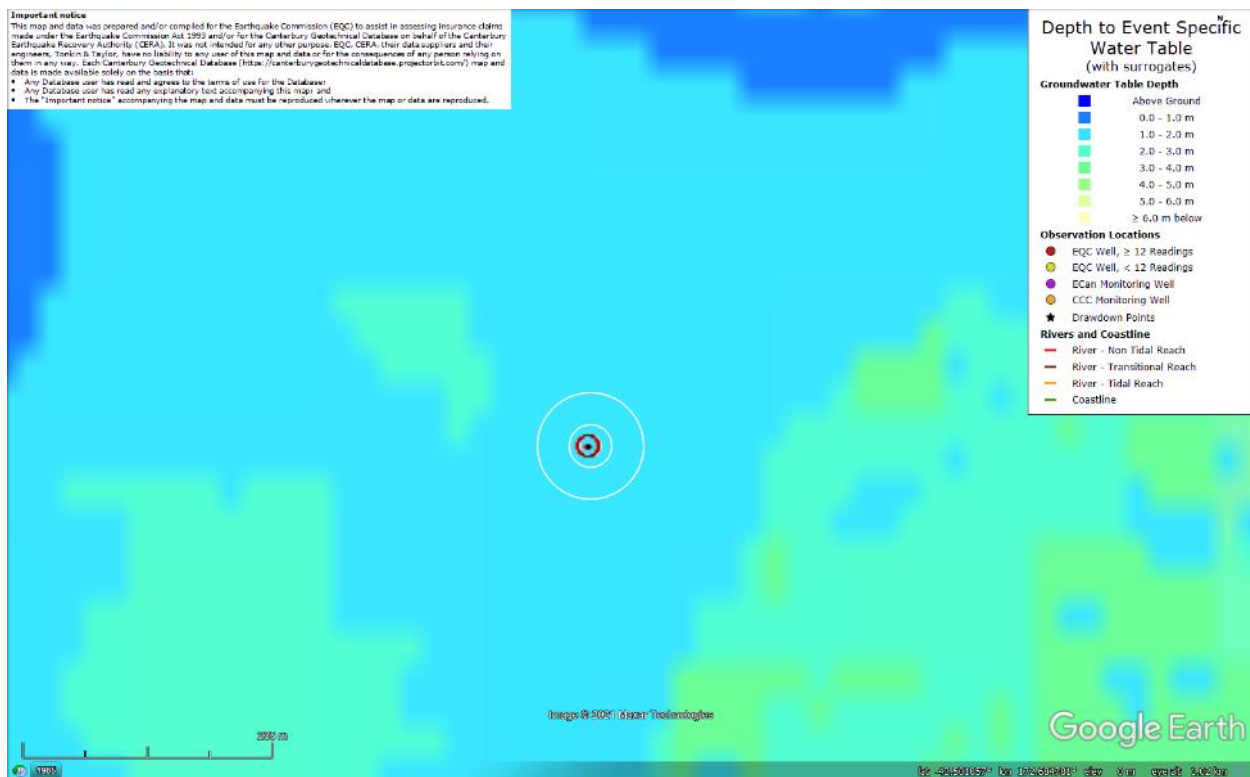 Important notice
This map and data was prepared and/or compiled for the Earthquake Commission (EQC) to assist in assessing insurance claims
made under the Earthquake Commission Act 1993 and/or for the Canterbury Geotechnical Database on behalf of the Canterbury
Earthquake Recovery Authority (CERA). It was not intended for any other purpose. EQC, CERA, their data suppliers and their
engineers, Tonkin & Taylor, have no liability to any user of this map and data or for the consequences of any person relying on
them in any way. Each Canterbury Geotechnical Database (https://canterburygeotechnicaldatabase.projectorbit.com/) map and
data is made available solely on the basis that:
• Any Database user has read and agrees to the terms of use for the Database;
• Any Database user has read any explanatory text accompanying this map; and
• The "Important notice" accompanying the map and data must be reproduced wherever the map or data are reproduced.
N
Depth to Event Specific
Water Table
(with surrogates)
Groundwater Table Depth
Above Ground
0.0 - 1.0 m
1.0 - 2.0 m
2.0 - 3.0 m
3.0 - 4.0 m
4.0 - 5.0 m
5.0 - 6.0 m
≥ 6.0 m below
Observation Locations
EQC Well, ≥ 12 Readings
EQC Well, < 12 Readings
ECan Monitoring Well
CCC Monitoring Well
Drawdown Points
Rivers and Coastline
River - Non Tidal Reach
River - Transitional Reach
River - Tidal Reach
Coastline
Image © 2021 Maxar Technologies
Google Earth
1985
elev 0 m eye alt